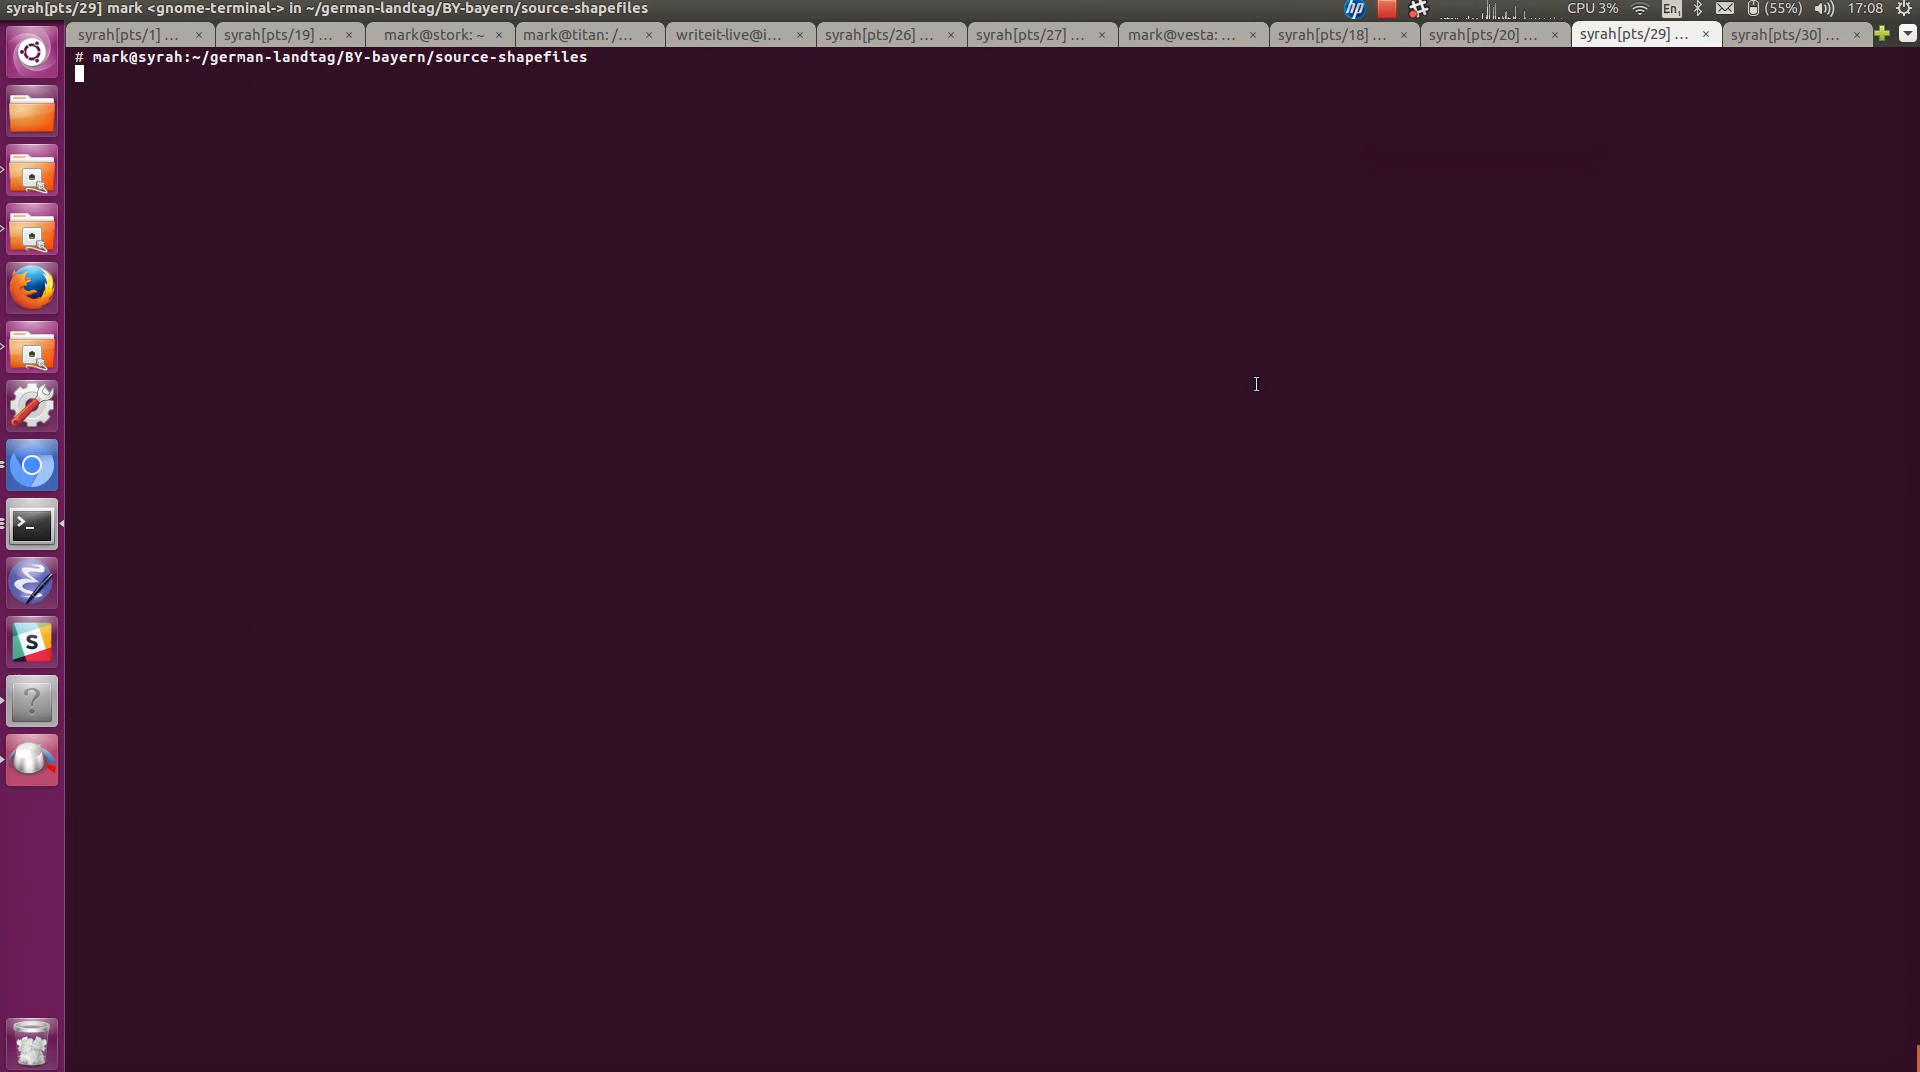 syrah[pts/29] mark <gnome-terminal-> in ~/german-landtag/BY-bayern/source-shapefiles
hp CPU 3% En1 (55%) 17:08
syrah[pts/1] ... × syrah[pts/19] ... × mark@stork: ~ × mark@titan: /... × writeit-live@i... × syrah[pts/26] ... × syrah[pts/27] ... × mark@vesta: ... × syrah[pts/18] ... × syrah[pts/20] ... × syrah[pts/29] ... × syrah[pts/30] ... ×
# mark@syrah:~/german-landtag/BY-bayern/source-shapefiles
>_
S
?